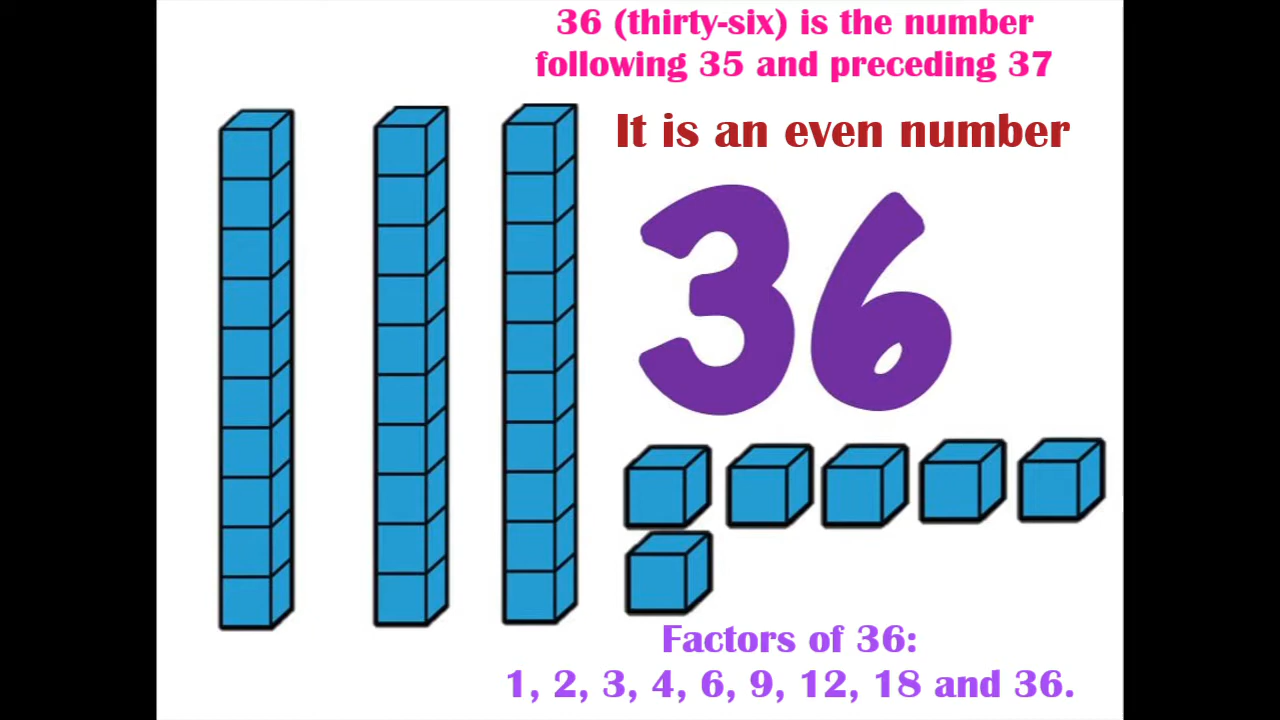 36 (thirty-six) is the number
following 35 and preceding 37
It is an even number
36
Factors of 36:
1, 2, 3, 4, 6, 9, 12, 18 and 36.